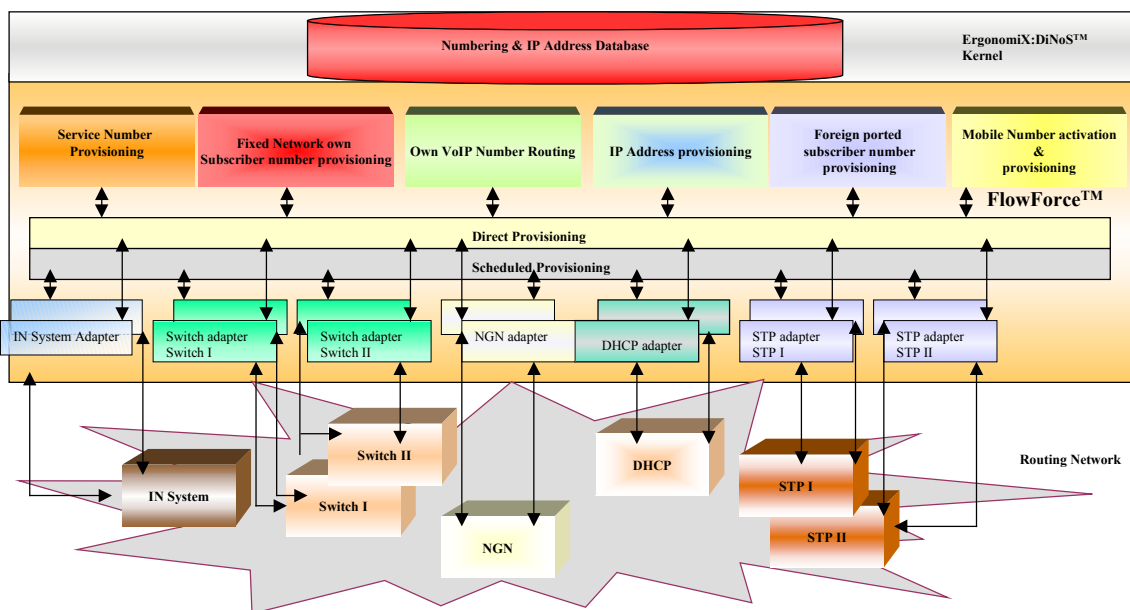 Numbering & IP Address Database
ErgonomiX:DiNoS™
Kernel
Service Number
Provisioning
Fixed Network own
Subscriber number provisioning
Own VoIP Number Routing
IP Address provisioning
Foreign ported
subscriber number
provisioning
Mobile Number activation
&
provisioning
FlowForce™
Direct Provisioning
Scheduled Provisioning
IN System Adapter
Switch adapter
Switch I
Switch adapter
Switch II
NGN adapter
DHCP adapter
STP adapter
STP I
STP adapter
STP II
Switch II
DHCP
Routing Network
IN System
Switch I
STP I
NGN
STP II